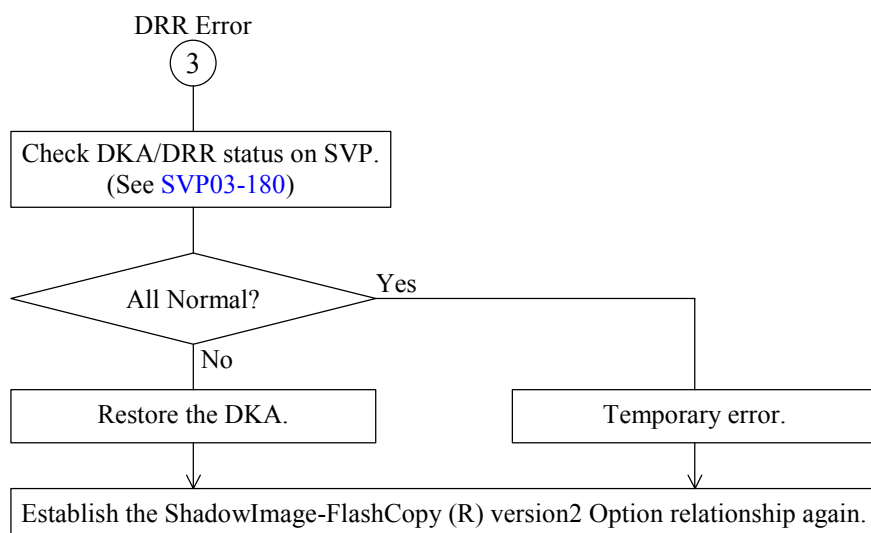 DRR Error
3
Check DKA/DRR status on SVP.
(See SVP03-180)
All Normal?
Yes
No
Restore the DKA.
Temporary error.
Establish the ShadowImage-FlashCopy (R) version2 Option relationship again.